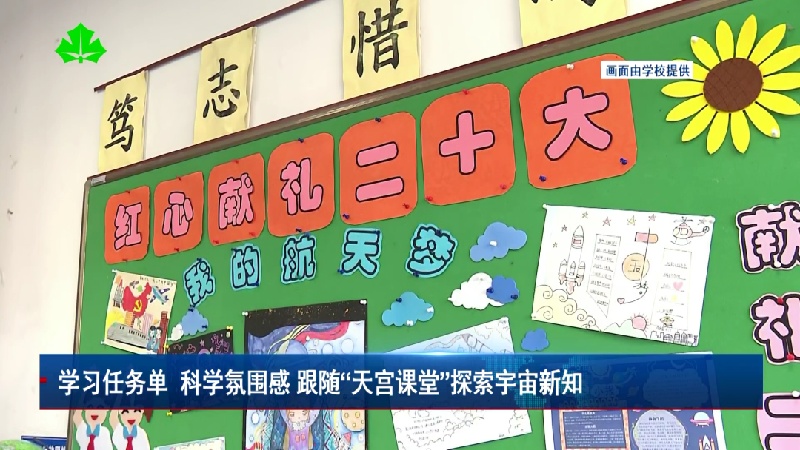 笃
志
惜
画面由学校提供
红心献礼二十大
我的航天梦
献
礼
二
学习任务单 科学氛围感 跟随“天宫课堂”探索宇宙新知